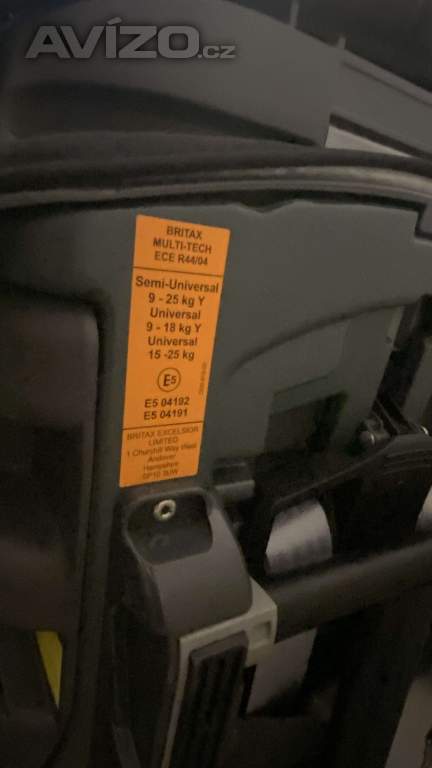 AVÍZO.cz
BRITAX
MULTI-TECH
ECE R44/04
Semi-Universal
9 - 25 kg Y
Universal
9 - 18 kg Y
Universal
15 -25 kg
E5
E5 04192
E5 04191
BRITAX EXCELSIOR
LIMITED
1 Churchill Way West
Andover
Hampshire
SP10 3UW